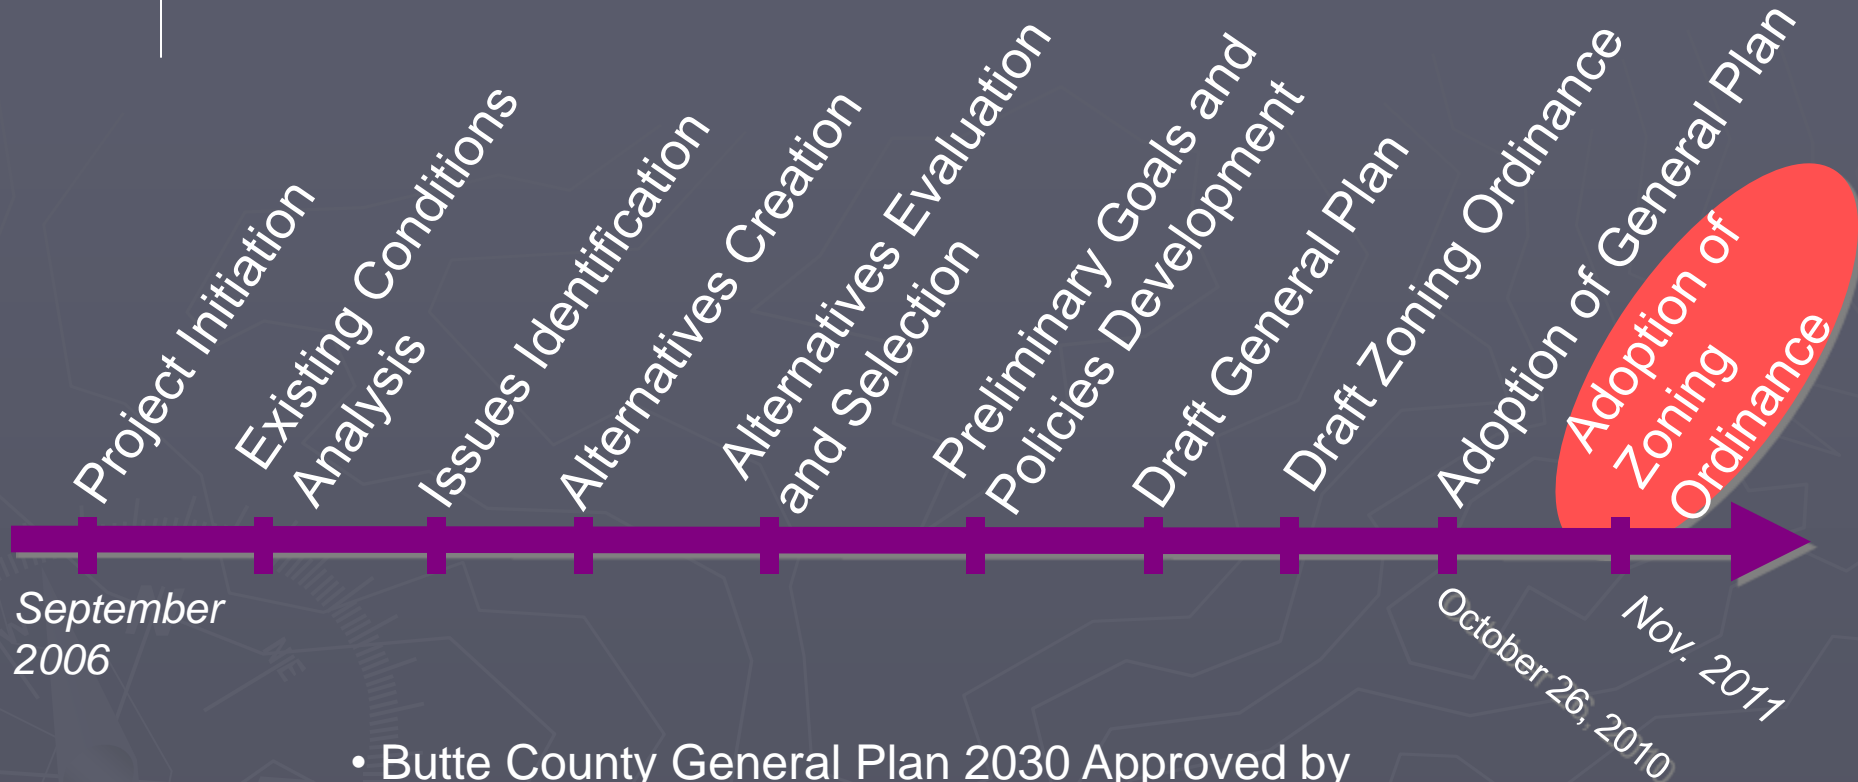 Project Initiation
Existing Conditions
Analysis
Issues Identification
Alternatives Creation
Alternatives Evaluation
and Selection
Preliminary Goals and
Policies Development
Draft General Plan
Draft Zoning Ordinance
Adoption of General Plan
Adoption of
Zoning
Ordinance
September
2006
October 26, 2010
Nov. 2011
• Butte County General Plan 2030 Approved by